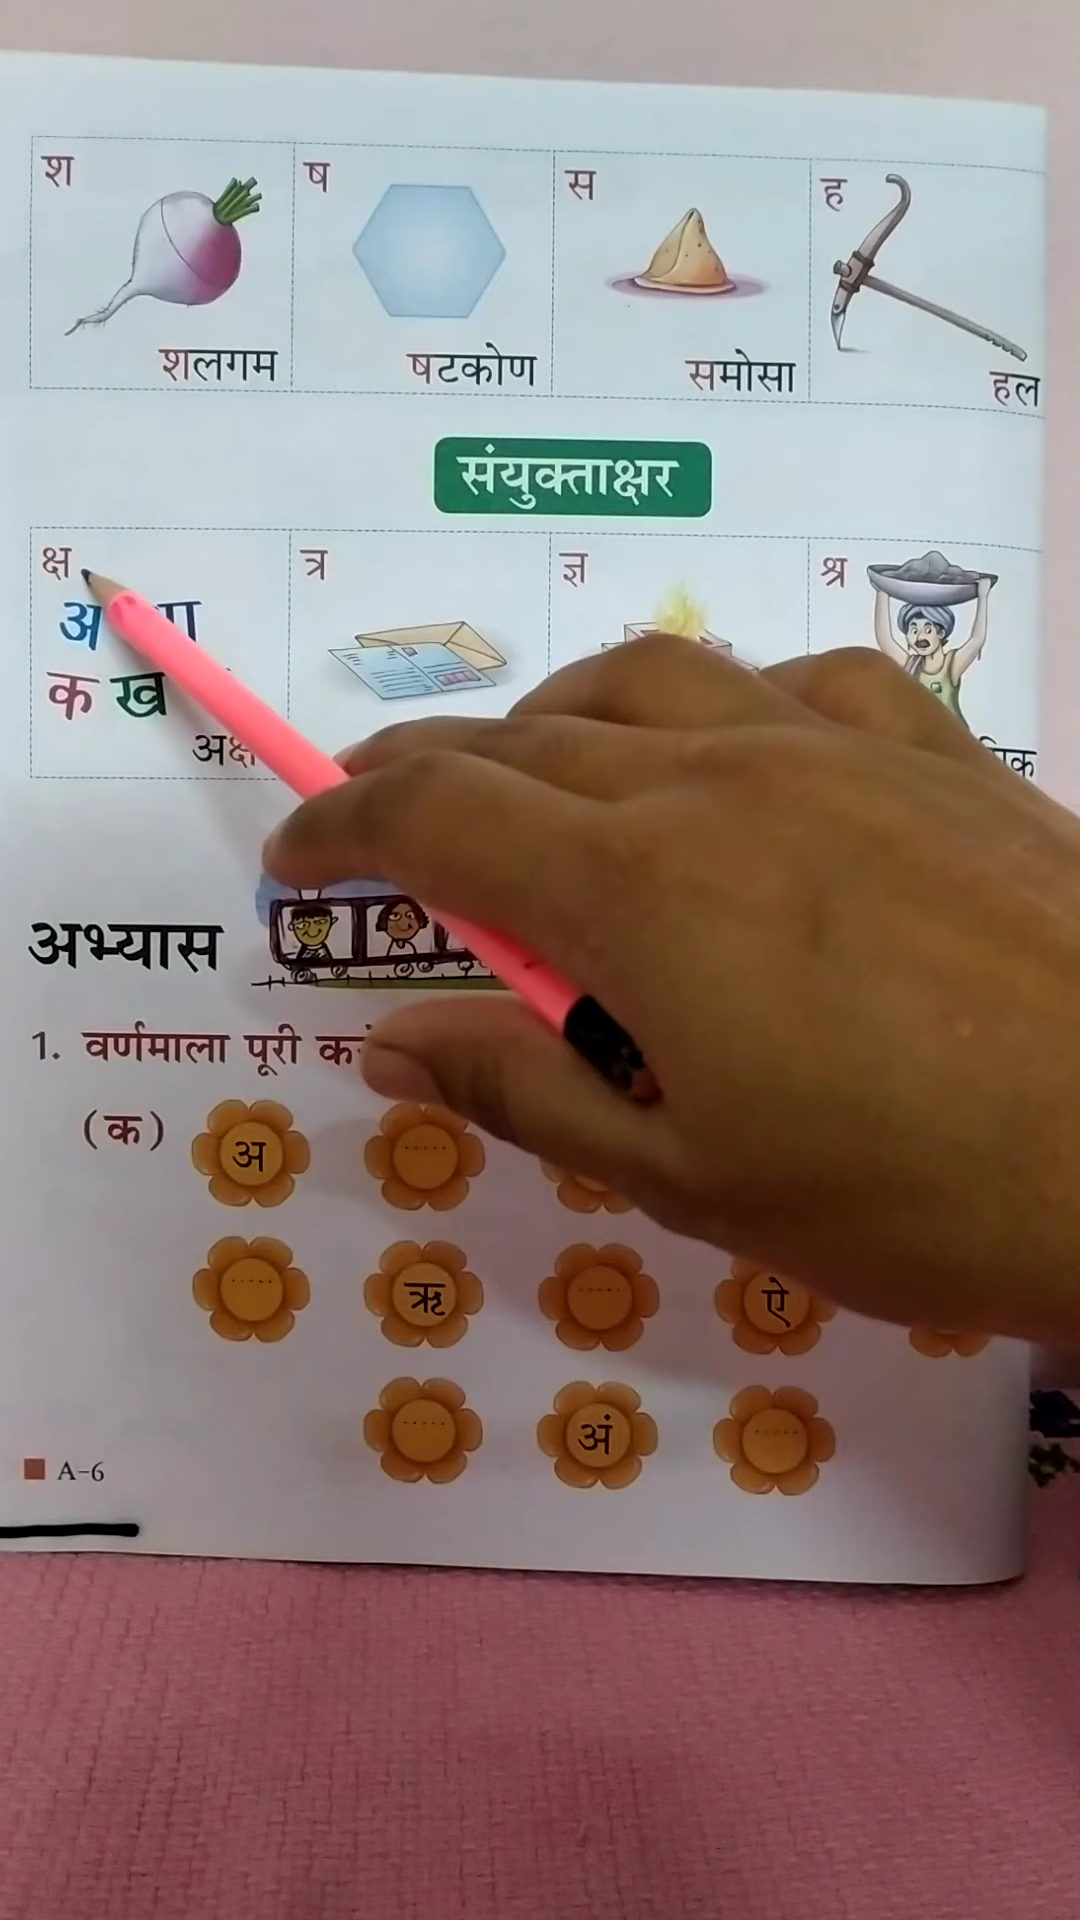 श ष स ह
शलगम षटकोण समोसा हल
संयुक्ताक्षर
क्ष त्र ज्ञ श्र
अ
क ख
अभ्यास
1. वर्णमाला पूरी
(क) अ .....
..... ऋ ..... ऐ
..... अं .....
A-6